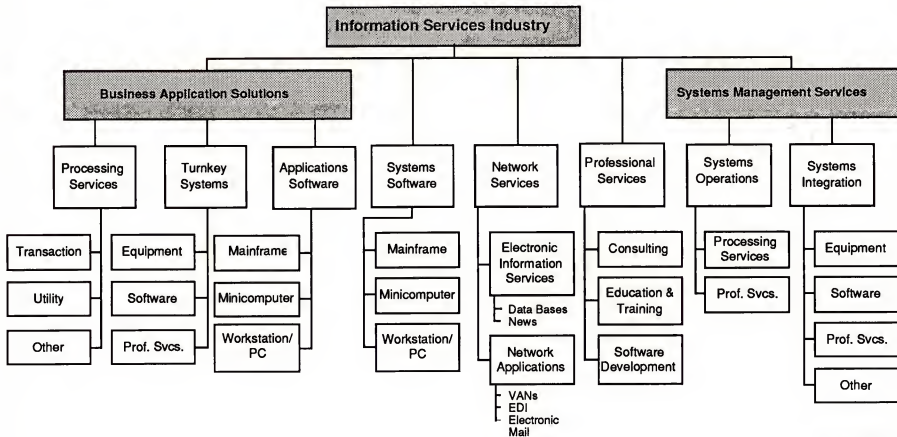 Information Services Industry
Business Application Solutions
Systems Management Services
Processing
Services
Turnkey
Systems
Applications
Software
Systems
Software
Network
Services
Professional
Services
Systems
Operations
Systems
Integration
Transaction
Utility
Other
Equipment
Software
Prof. Svcs.
Mainframe
Minicomputer
Workstation/
PC
Mainframe
Minicomputer
Workstation/
PC
Electronic
Information
Services
Data Bases
News
Network
Applications
VANs
EDI
Electronic
Mail
Consulting
Education &
Training
Software
Development
Processing
Services
Prof. Svcs.
Equipment
Software
Prof. Svcs.
Other